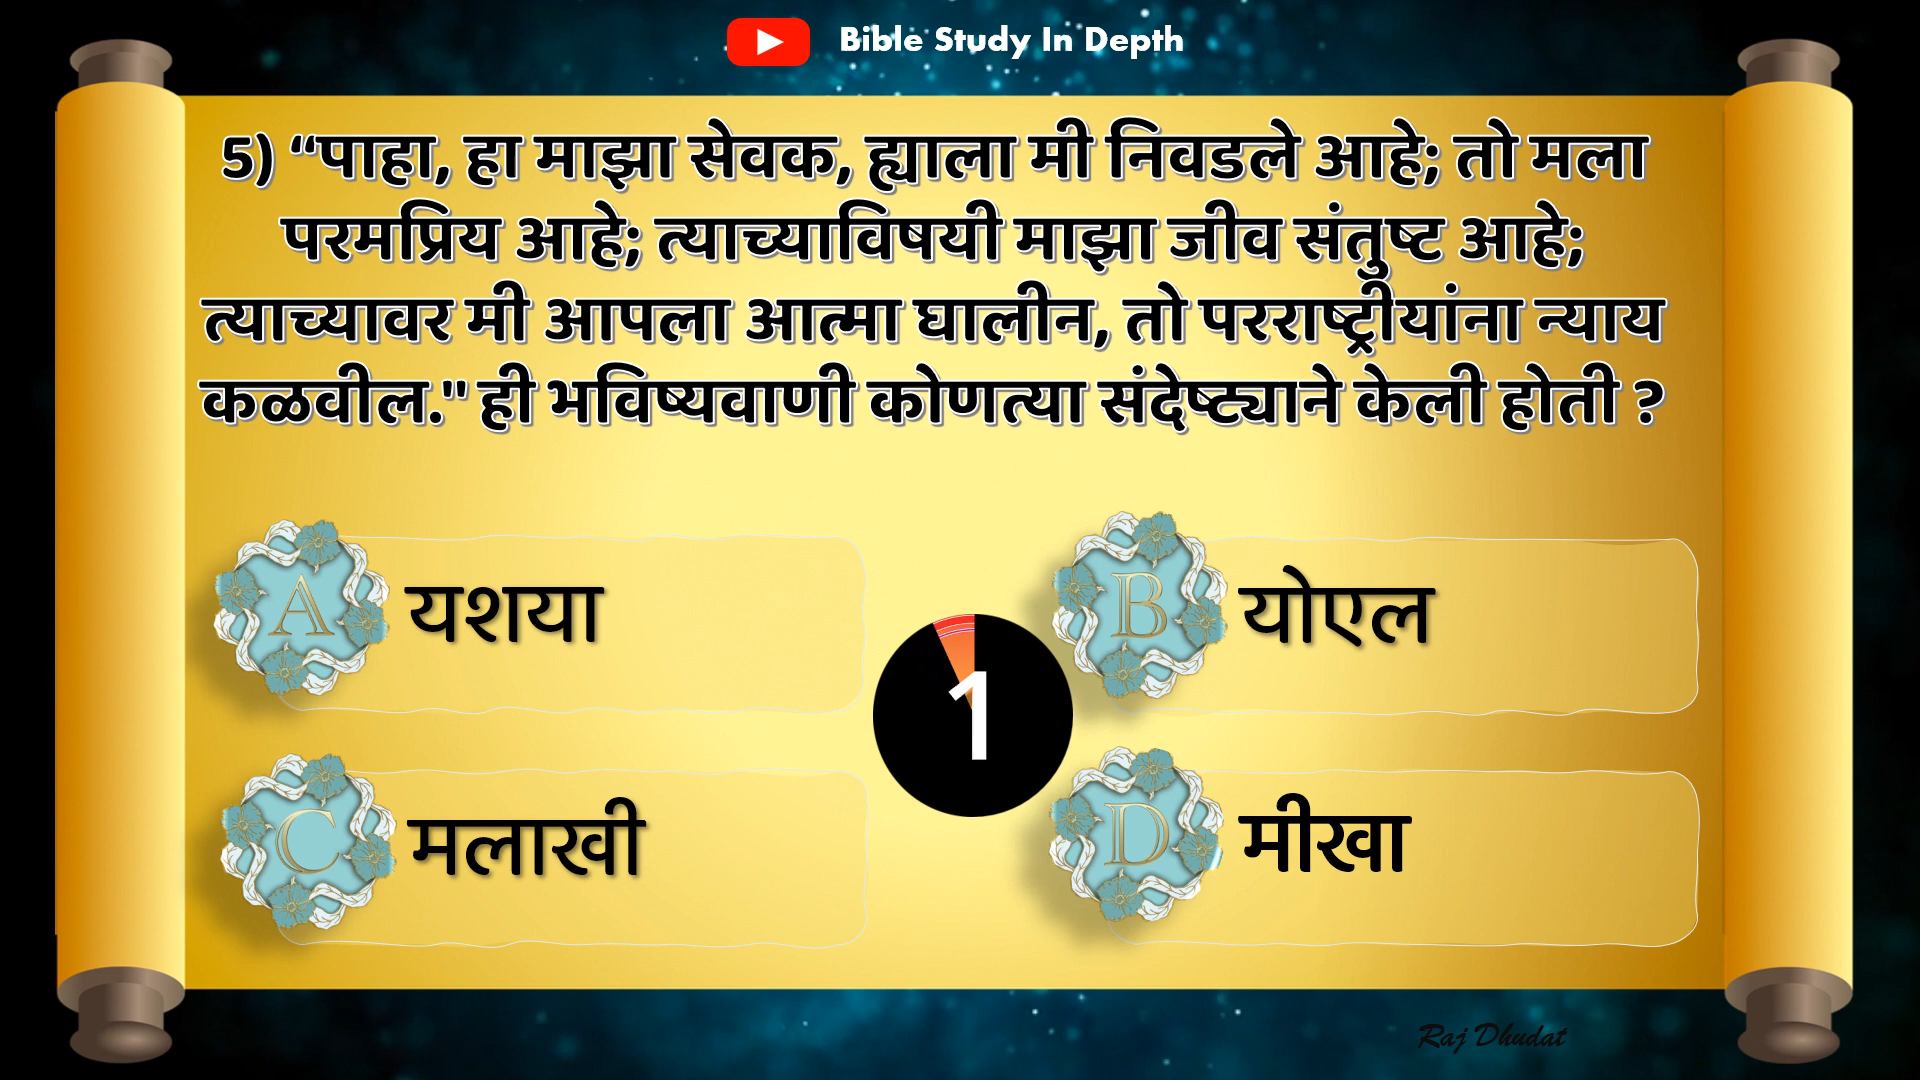 Bible Study In Depth
5) “पाहा, हा माझा सेवक, ह्याला मी निवडले आहे; तो मला
परमप्रिय आहे; त्याच्याविषयी माझा जीव संतुष्ट आहे;
त्याच्यावर मी आपला आत्मा घालीन, तो परराष्ट्रीयांना न्याय
कळवील." ही भविष्यवाणी कोणत्या संदेष्ट्याने केली होती ?
A यशया
B योएल
1
C मलाखी
D मीखा
Raj Dhudat